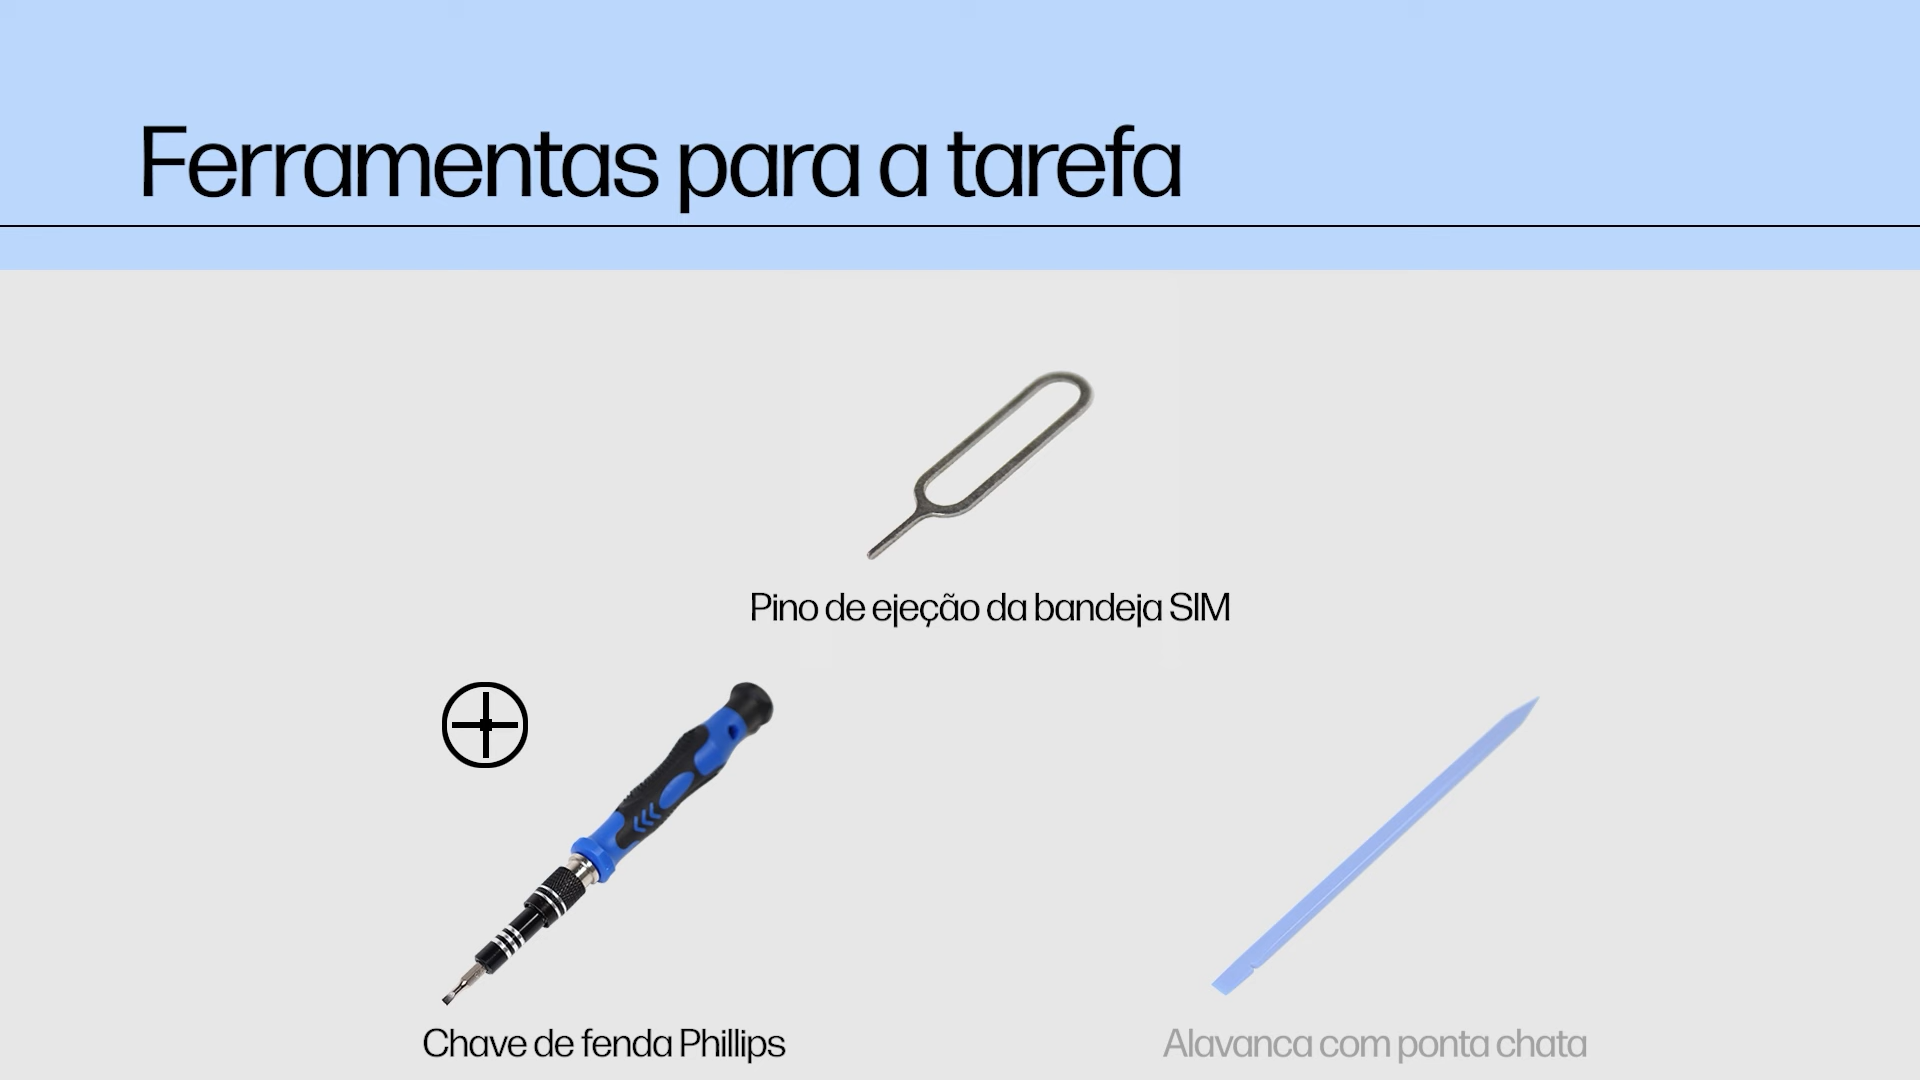 Ferramentas para a tarefa
Pino de ejeção da bandeja SIM
Chave de fenda Phillips
Alavanca com ponta chata